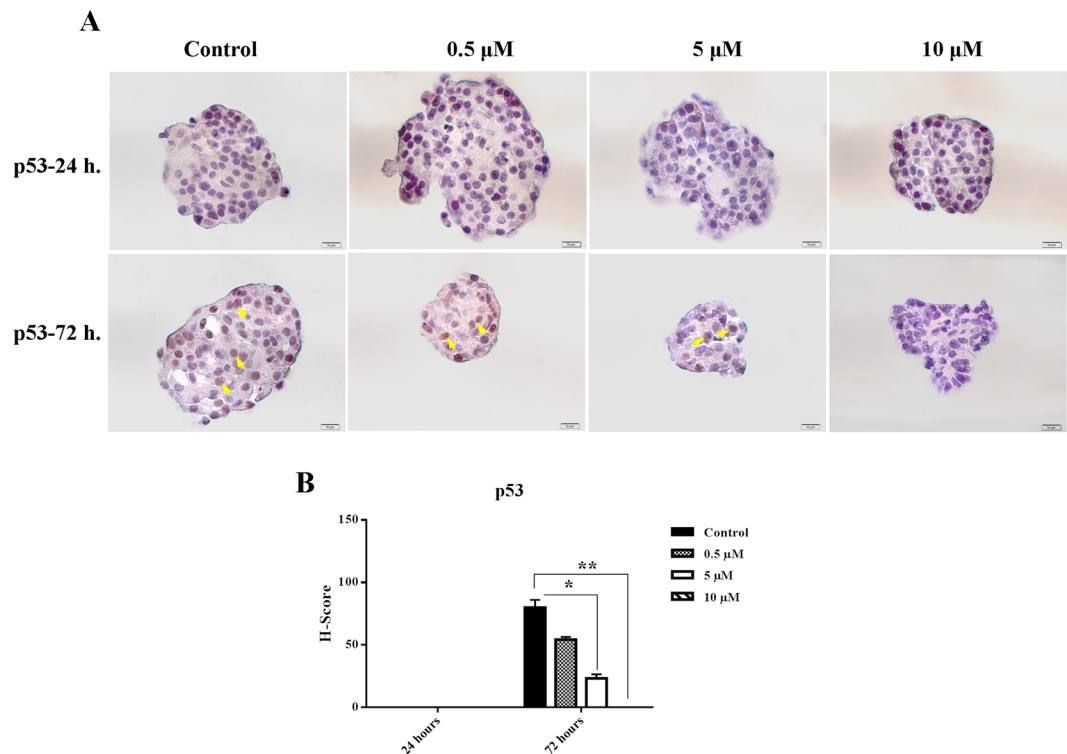 A
Control 0.5 µM 5 µM 10 µM
p53-24 h.
p53-72 h.
B
p53
150
100
50
0
H-Score
**
*
24 hours 72 hours
Control
0.5 µM
5 µM
10 µM